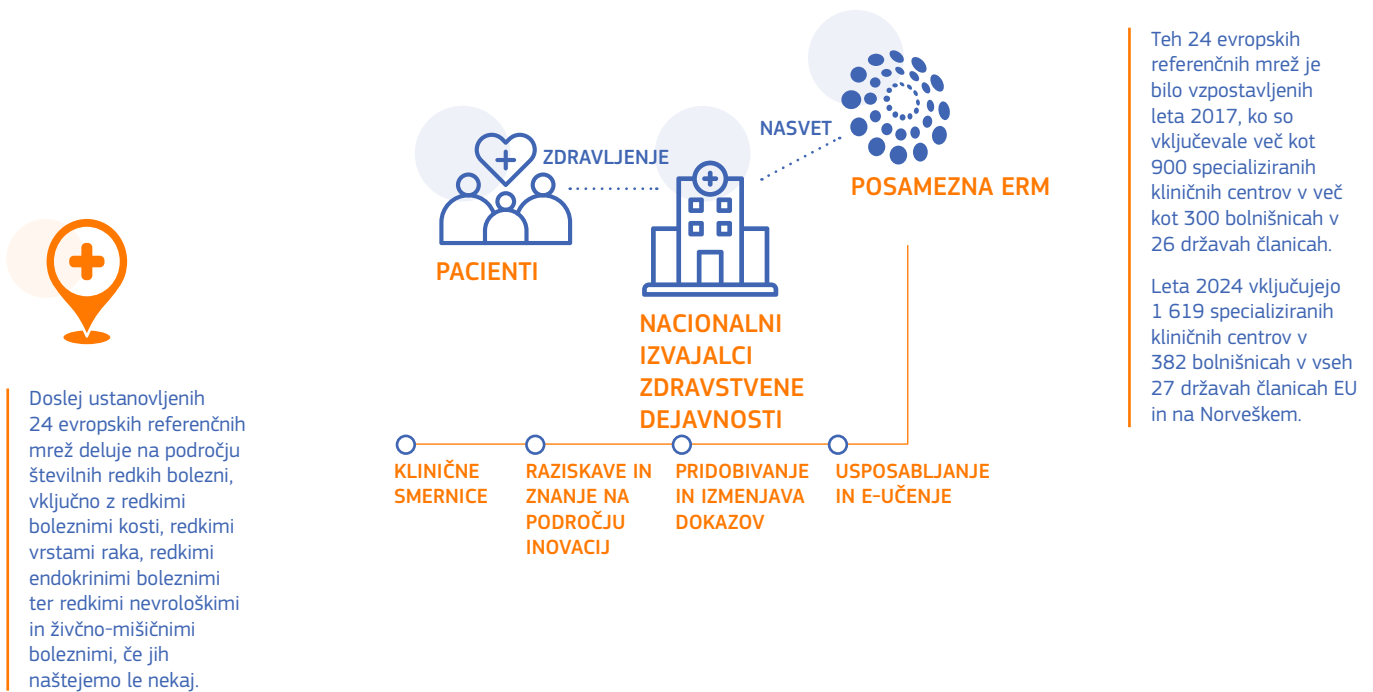 Doslej ustanovljenih
24 evropskih referenčnih
mrež deluje na področju
številnih redkih bolezni,
vključno z redkimi
boleznimi kosti, redkimi
vrstami raka, redkimi
endokrinimi boleznimi
ter redkimi nevrološkimi
in živčno-mišičnimi
boleznimi, če jih
naštejemo le nekaj.
PACIENTI
ZDRAVLJENJE
NACIONALNI
IZVAJALCI
ZDRAVSTVENE
DEJAVNOSTI
NASVET
POSAMEZNA ERM
KLINIČNE
SMERNICE
RAZISKAVE IN
ZNANJE NA
PODROČJU
INOVACIJ
PRIDOBIVANJE
IN IZMENJAVA
DOKAZOV
USPOSABLJANJE
IN E-UČENJE
Teh 24 evropskih
referenčnih mrež je
bilo vzpostavljenih
leta 2017, ko so
vključevale več kot
900 specializiranih
kliničnih centrov v več
kot 300 bolnišnicah v
26 državah članicah.
Leta 2024 vključujejo
1 619 specializiranih
kliničnih centrov v
382 bolnišnicah v vseh
27 državah članicah EU
in na Norveškem.